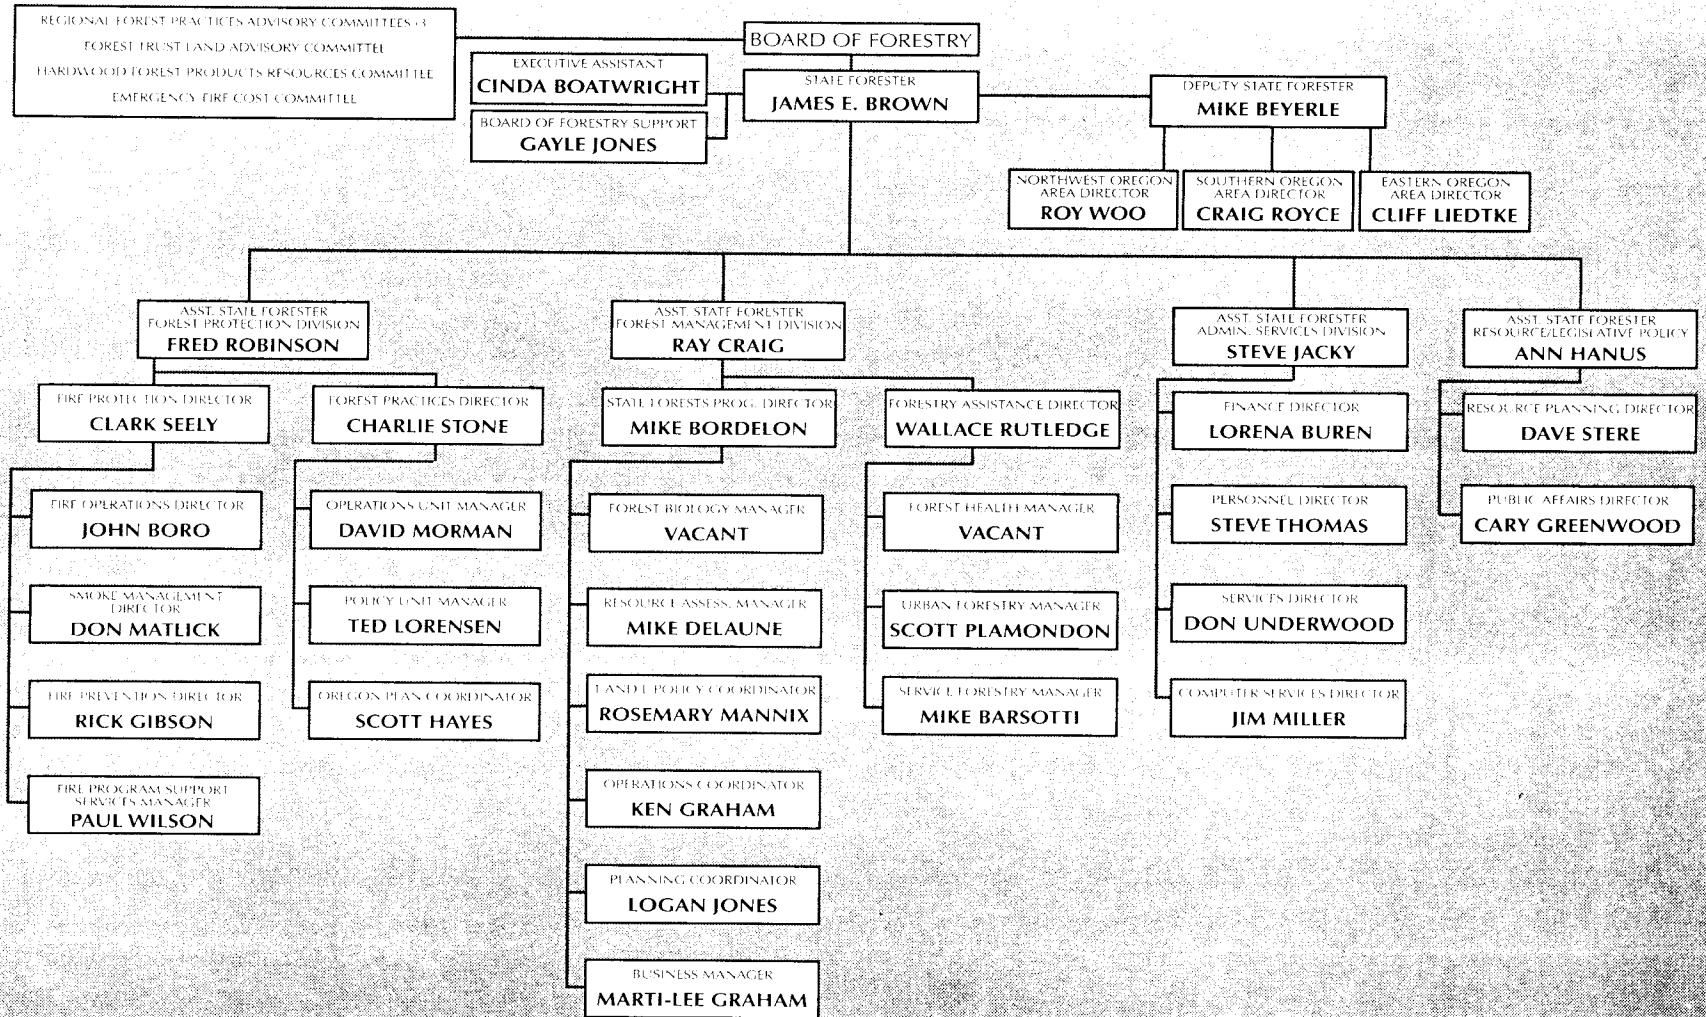 REGIONAL FOREST PRACTICES ADVISORY COMMITTEES
FOREST TRUST LAND ADVISORY COMMITTEE
HARDWOOD FOREST PRODUCTS RESOURCES COMMITTEE
EMERGENCY FIRE COST COMMITTEE
BOARD OF FORESTRY
EXECUTIVE ASSISTANT
CINDA BOATWRIGHT
BOARD OF FORESTRY SUPPORT
GAYLE JONES
STATE FORESTER
JAMES E. BROWN
DEPUTY STATE FORESTER
MIKE BEYERLE
NORTHWEST OREGON
AREA DIRECTOR
ROY WOO
SOUTHERN OREGON
AREA DIRECTOR
CRAIG ROYCE
EASTERN OREGON
AREA DIRECTOR
CLIFF LIEDTKE
ASST. STATE FORESTER
FOREST PROTECTION DIVISION
FRED ROBINSON
ASST. STATE FORESTER
FOREST MANAGEMENT DIVISION
RAY CRAIG
ASST. STATE FORESTER
ADMIN. SERVICES DIVISION
STEVE JACKY
ASST. STATE FORESTER
RESOURCE/LEGISLATIVE POLICY
ANN HANUS
FIRE PROTECTION DIRECTOR
CLARK SEELY
FOREST PRACTICES DIRECTOR
CHARLIE STONE
STATE FORESTS PROG. DIRECTOR
MIKE BORDELON
FORESTRY ASSISTANCE DIRECTOR
WALLACE RUTLEDGE
FINANCE DIRECTOR
LORENA BUREN
RESOURCE PLANNING DIRECTOR
DAVE STERE
FIRE OPERATIONS DIRECTOR
JOHN BORO
OPERATIONS UNIT MANAGER
DAVID MORMAN
FOREST BIOLOGY MANAGER
VACANT
FOREST HEALTH MANAGER
VACANT
PERSONNEL DIRECTOR
STEVE THOMAS
PUBLIC AFFAIRS DIRECTOR
CARY GREENWOOD
SMOKE MANAGEMENT
DIRECTOR
DON MATLICK
POLICY UNIT MANAGER
TED LORENSEN
RESOURCE ASSESS. MANAGER
MIKE DELAUNE
URBAN FORESTRY MANAGER
SCOTT PLAMONDON
SERVICES DIRECTOR
DON UNDERWOOD
FIRE PREVENTION DIRECTOR
RICK GIBSON
OREGON PLAN COORDINATOR
SCOTT HAYES
POLICY COORDINATOR
ROSEMARY MANNIX
SERVICE FORESTRY MANAGER
MIKE BARSOTTI
COMPUTER SERVICES DIRECTOR
JIM MILLER
FIRE PROGRAM SUPPORT
SERVICES MANAGER
PAUL WILSON
OPERATIONS COORDINATOR
KEN GRAHAM
PLANNING COORDINATOR
LOGAN JONES
BUSINESS MANAGER
MARTI-LEE GRAHAM